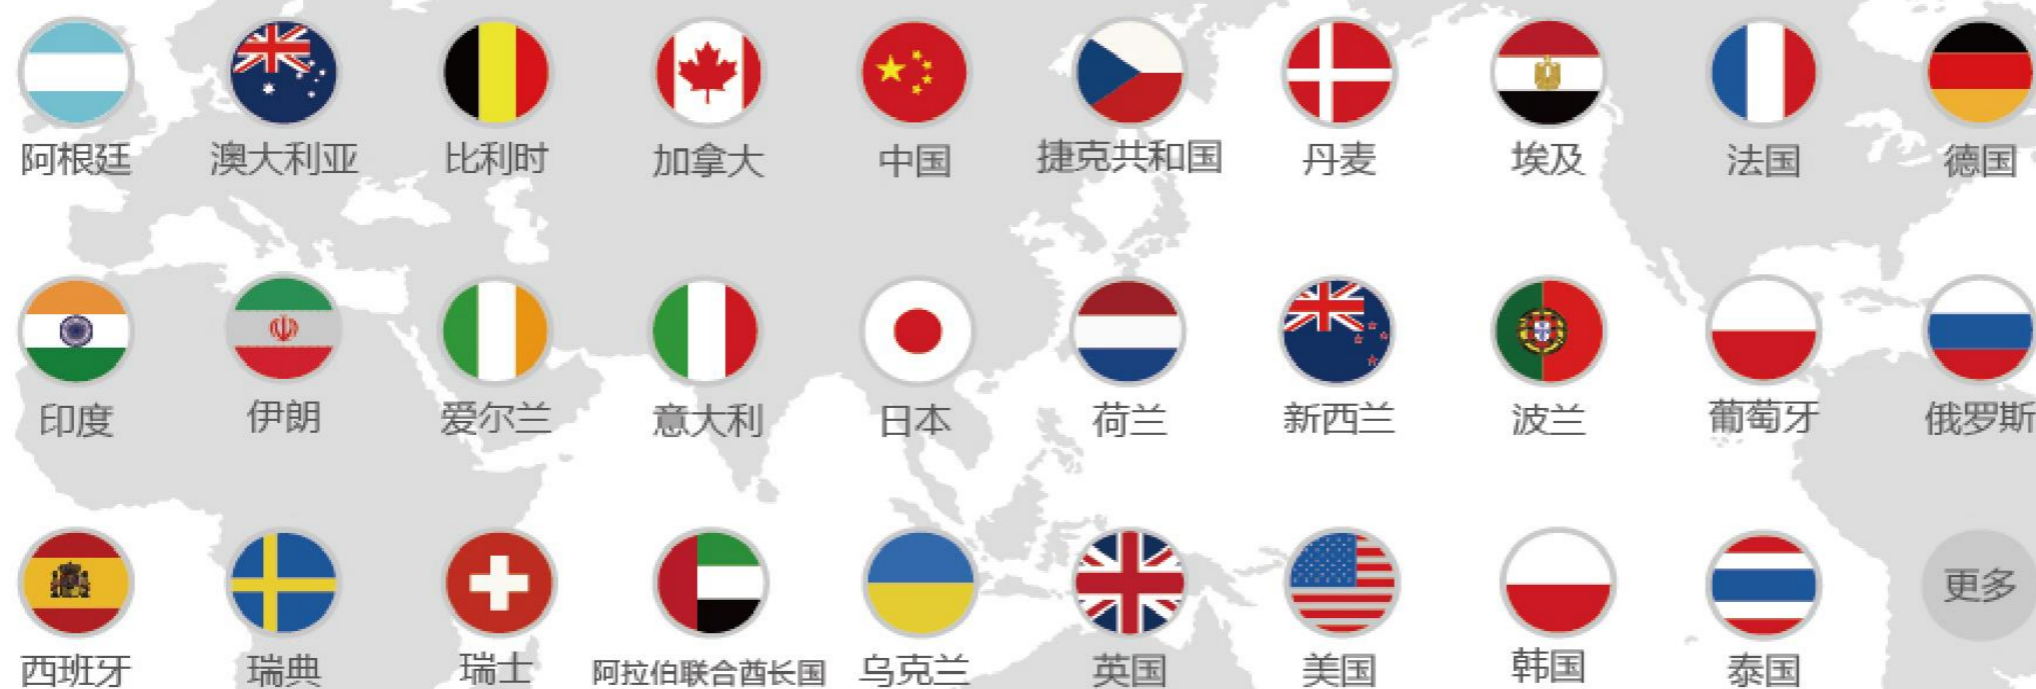 阿根廷 澳大利亚 比利时 加拿大 中国 捷克共和国 丹麦 埃及 法国 德国
印度 伊朗 爱尔兰 意大利 日本 荷兰 新西兰 波兰 葡萄牙 俄罗斯
更多
西班牙 瑞典 瑞士 阿拉伯联合酋长国 乌克兰 英国 美国 韩国 泰国